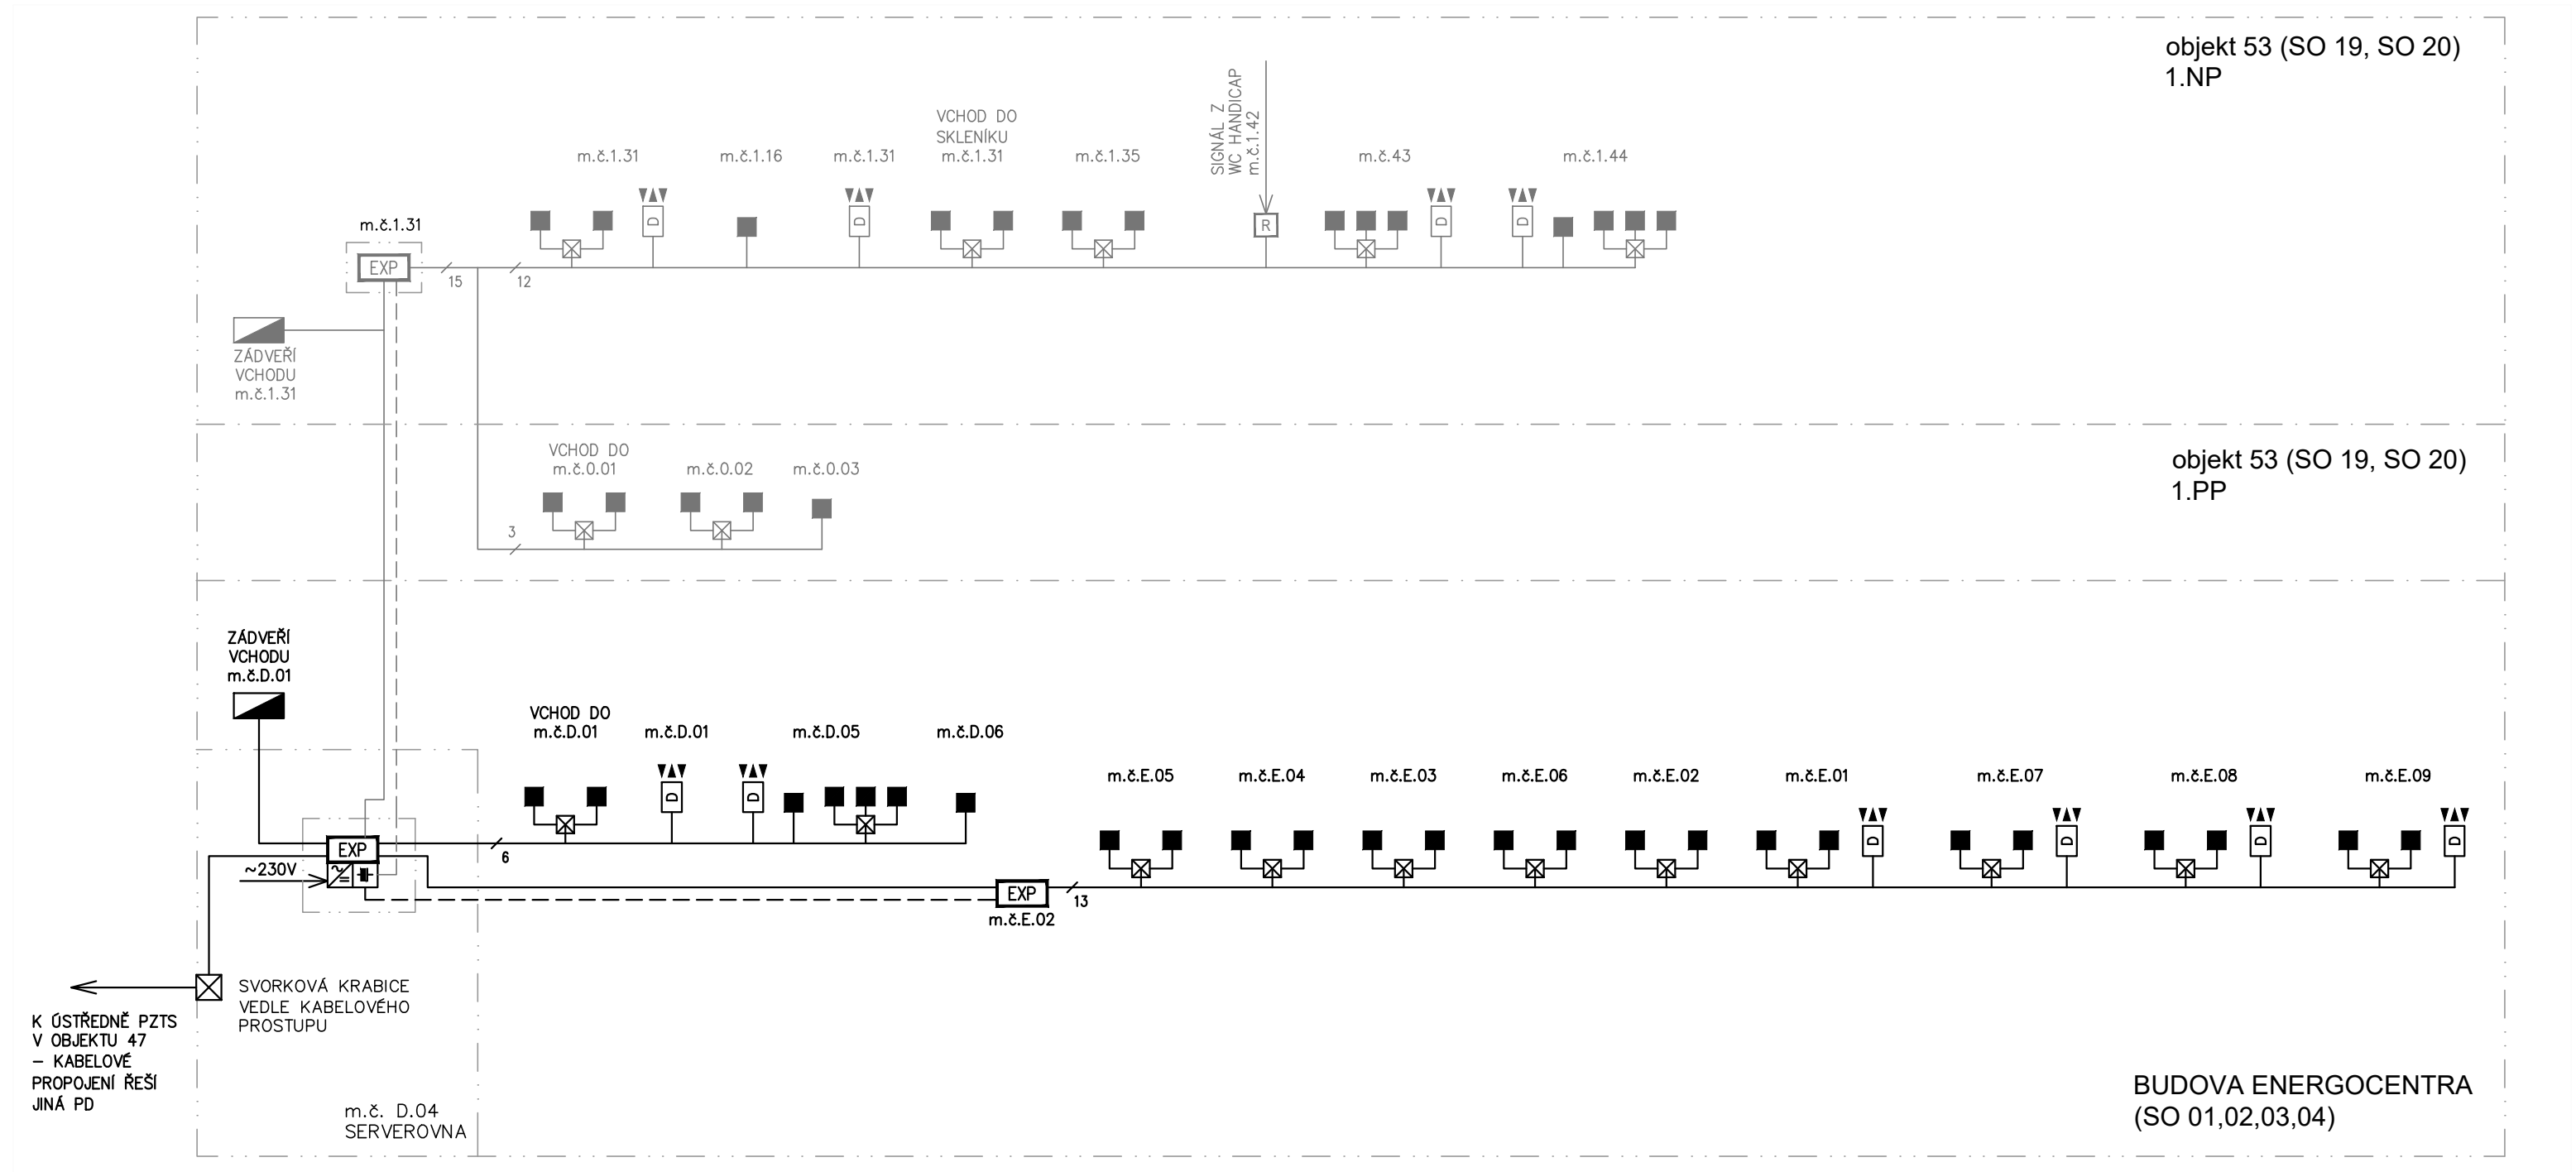 objekt 53 (SO 19, SO 20)
1.NP
SIGNÁL Z
WC HANDICAP
m.č.1.42
VCHOD DO
SKLENÍKU
m.č.1.31
m.č.1.16
m.č.1.31
m.č.1.31
m.č.1.35
m.č.43
m.č.1.44
D
D
R
D
D
m.č.1.31
EXP
15
12
ZÁDVEŘÍ
VCHODU
m.č.1.31
objekt 53 (SO 19, SO 20)
1.PP
VCHOD DO
m.č.0.01
m.č.0.02
m.č.0.03
3
ZÁDVEŘÍ
VCHODU
m.č.D.01
VCHOD DO
m.č.D.01
m.č.D.01
m.č.D.05
m.č.D.06
D
D
EXP
6
~230V
m.č.E.05
m.č.E.04
m.č.E.03
m.č.E.06
m.č.E.02
m.č.E.01
m.č.E.07
m.č.E.08
m.č.E.09
D
D
D
D
EXP
13
m.č.E.02
SVORKOVÁ KRABICE
VEDLE KABELOVÉHO
PROSTUPU
K ÚSTŘEDNĚ PZTS
V OBJEKTU 47
– KABELOVÉ
PROPOJENÍ ŘEŠÍ
JINÁ PD
m.č. D.04
SERVEROVNA
BUDOVA ENERGOCENTRA
(SO 01,02,03,04)